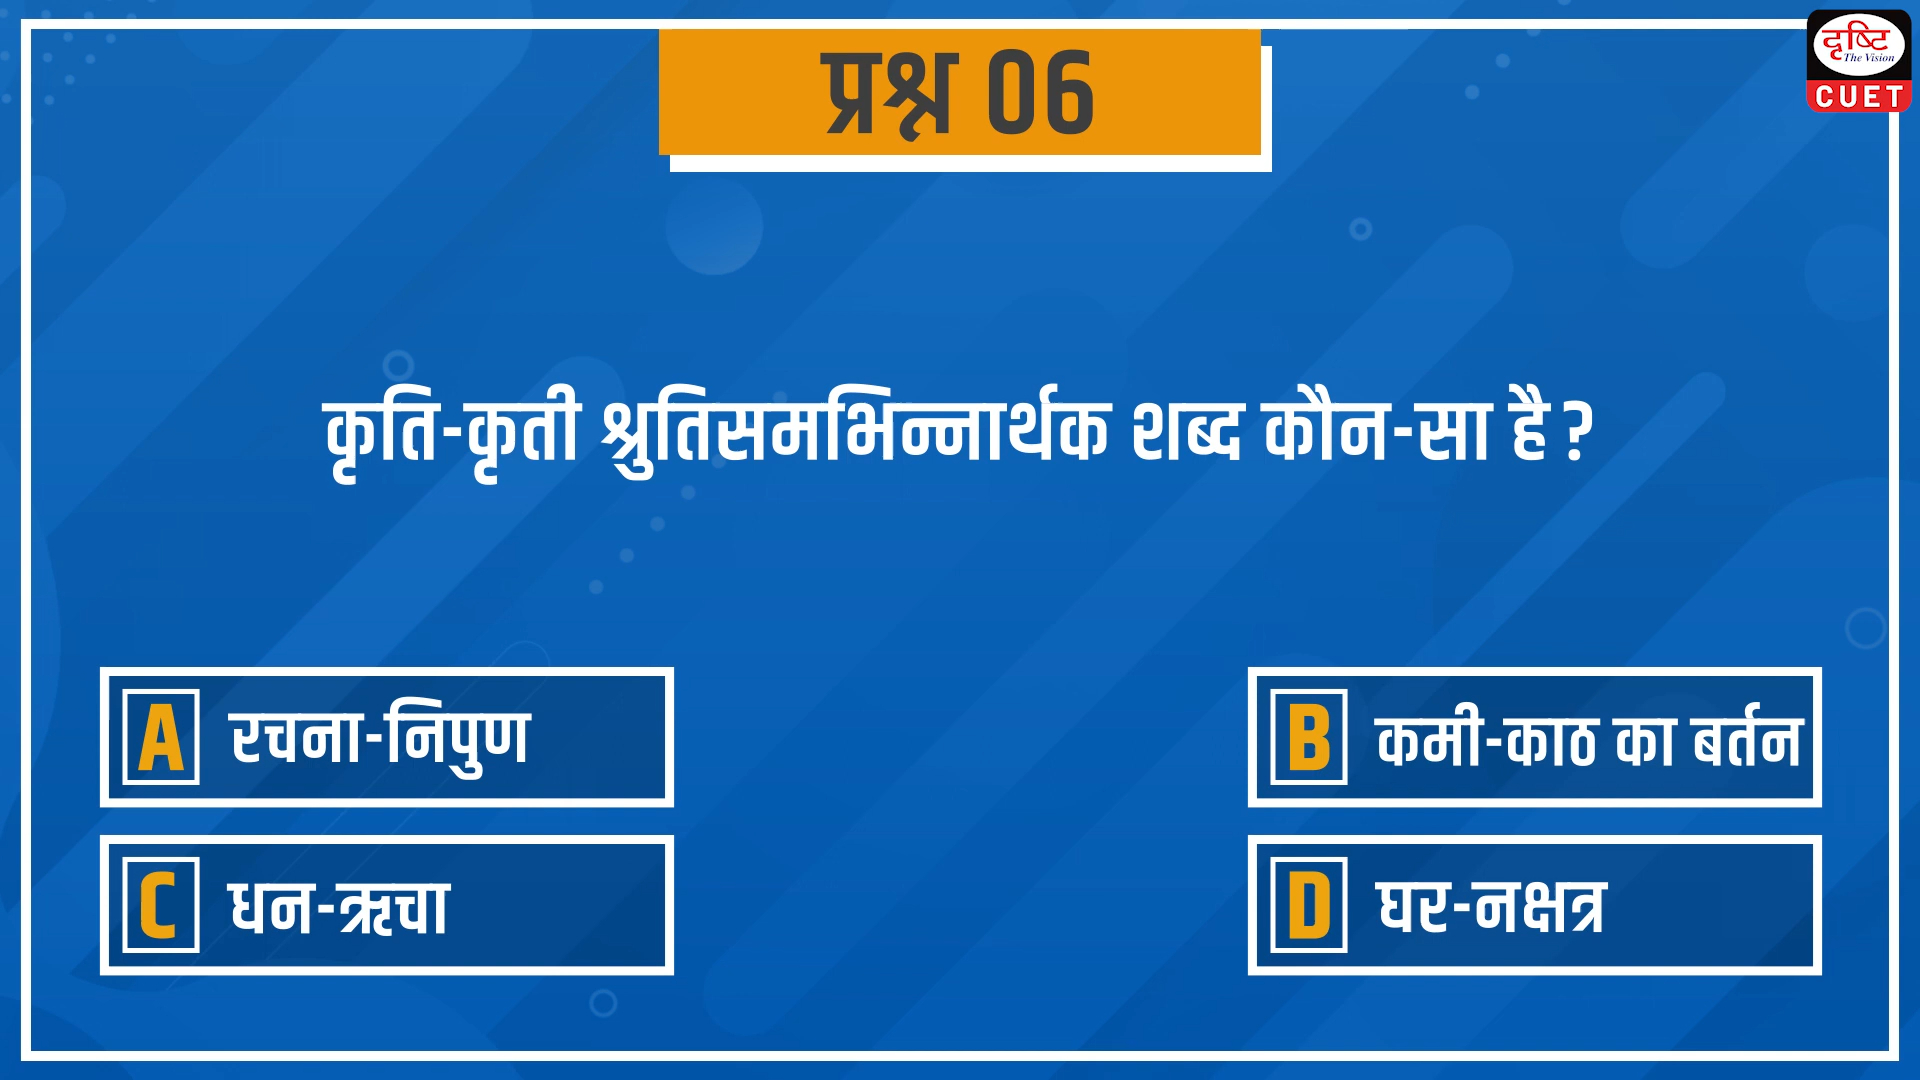 प्रश्न 06
दृष्टि
The Vision
CUET
कृति-कृती श्रुतिसमभिन्नार्थक शब्द कौन-सा है ?
A रचना-निपुण
B कमी-काठ का बर्तन
C धन-ऋचा
D घर-नक्षत्र